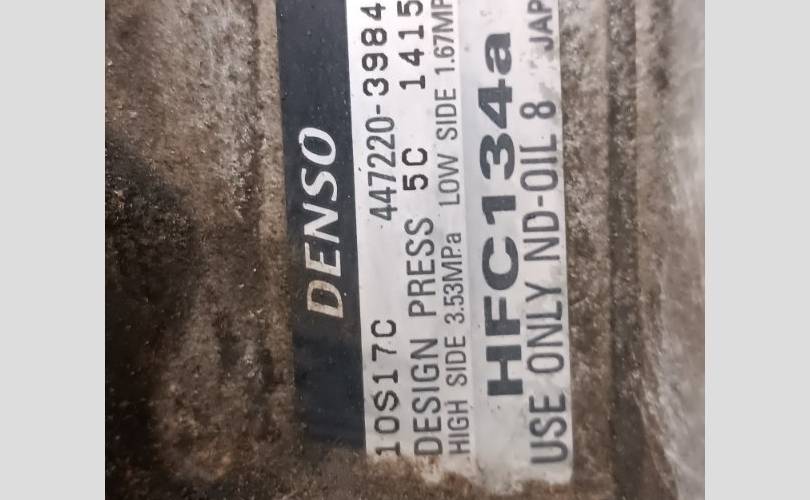 DENSO
10S17C 447220-3984
DESIGN PRESS 5C 1415
HIGH SIDE 3.53MPa LOW SIDE 1.67MP
HFC134a
USE ONLY ND-OIL 8 JAP